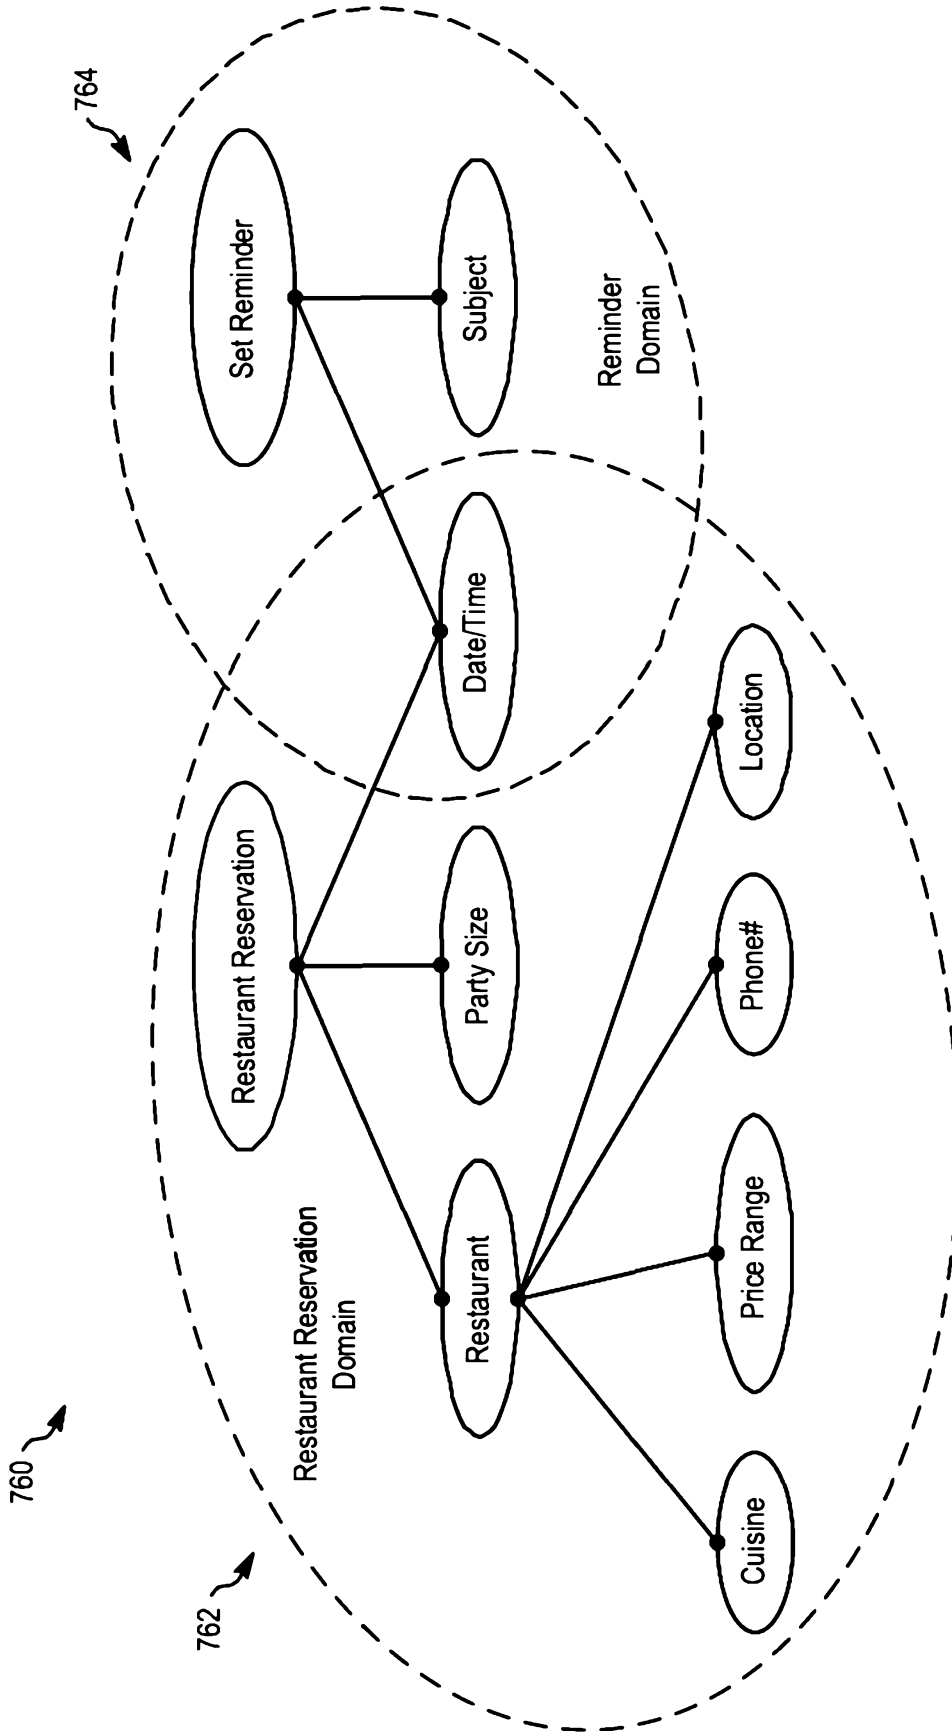 760
762
764
Restaurant Reservation
Domain
Restaurant Reservation
Set Reminder
Restaurant
Party Size
Date/Time
Subject
Reminder
Domain
Cuisine
Price Range
Phone#
Location